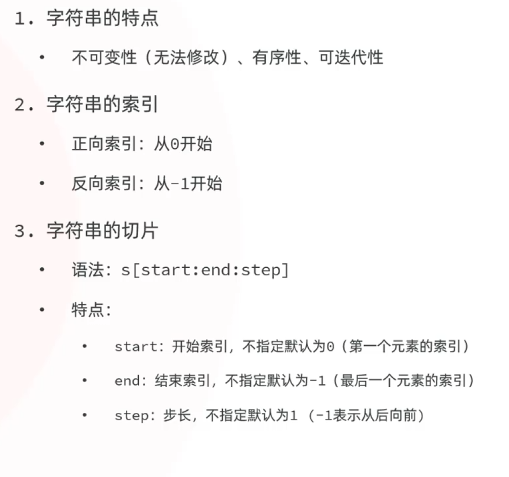 1. 字符串的特点
• 不可变性（无法修改）、有序性、可迭代性
2. 字符串的索引
• 正向索引：从0开始
• 反向索引：从-1开始
3. 字符串的切片
• 语法：s[start:end:step]
• 特点：
• start：开始索引，不指定默认为0（第一个元素的索引）
• end：结束索引，不指定默认为-1（最后一个元素的索引）
• step：步长，不指定默认为1（-1表示从后向前）